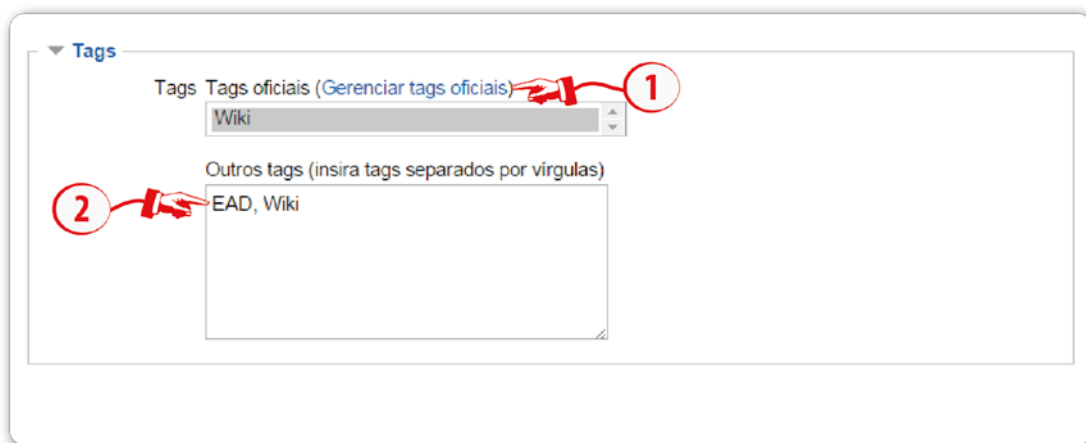 Tags
Tags Tags oficiais (Gerenciar tags oficiais)
1
Wiki
Outros tags (insira tags separados por vírgulas)
2
EAD, Wiki